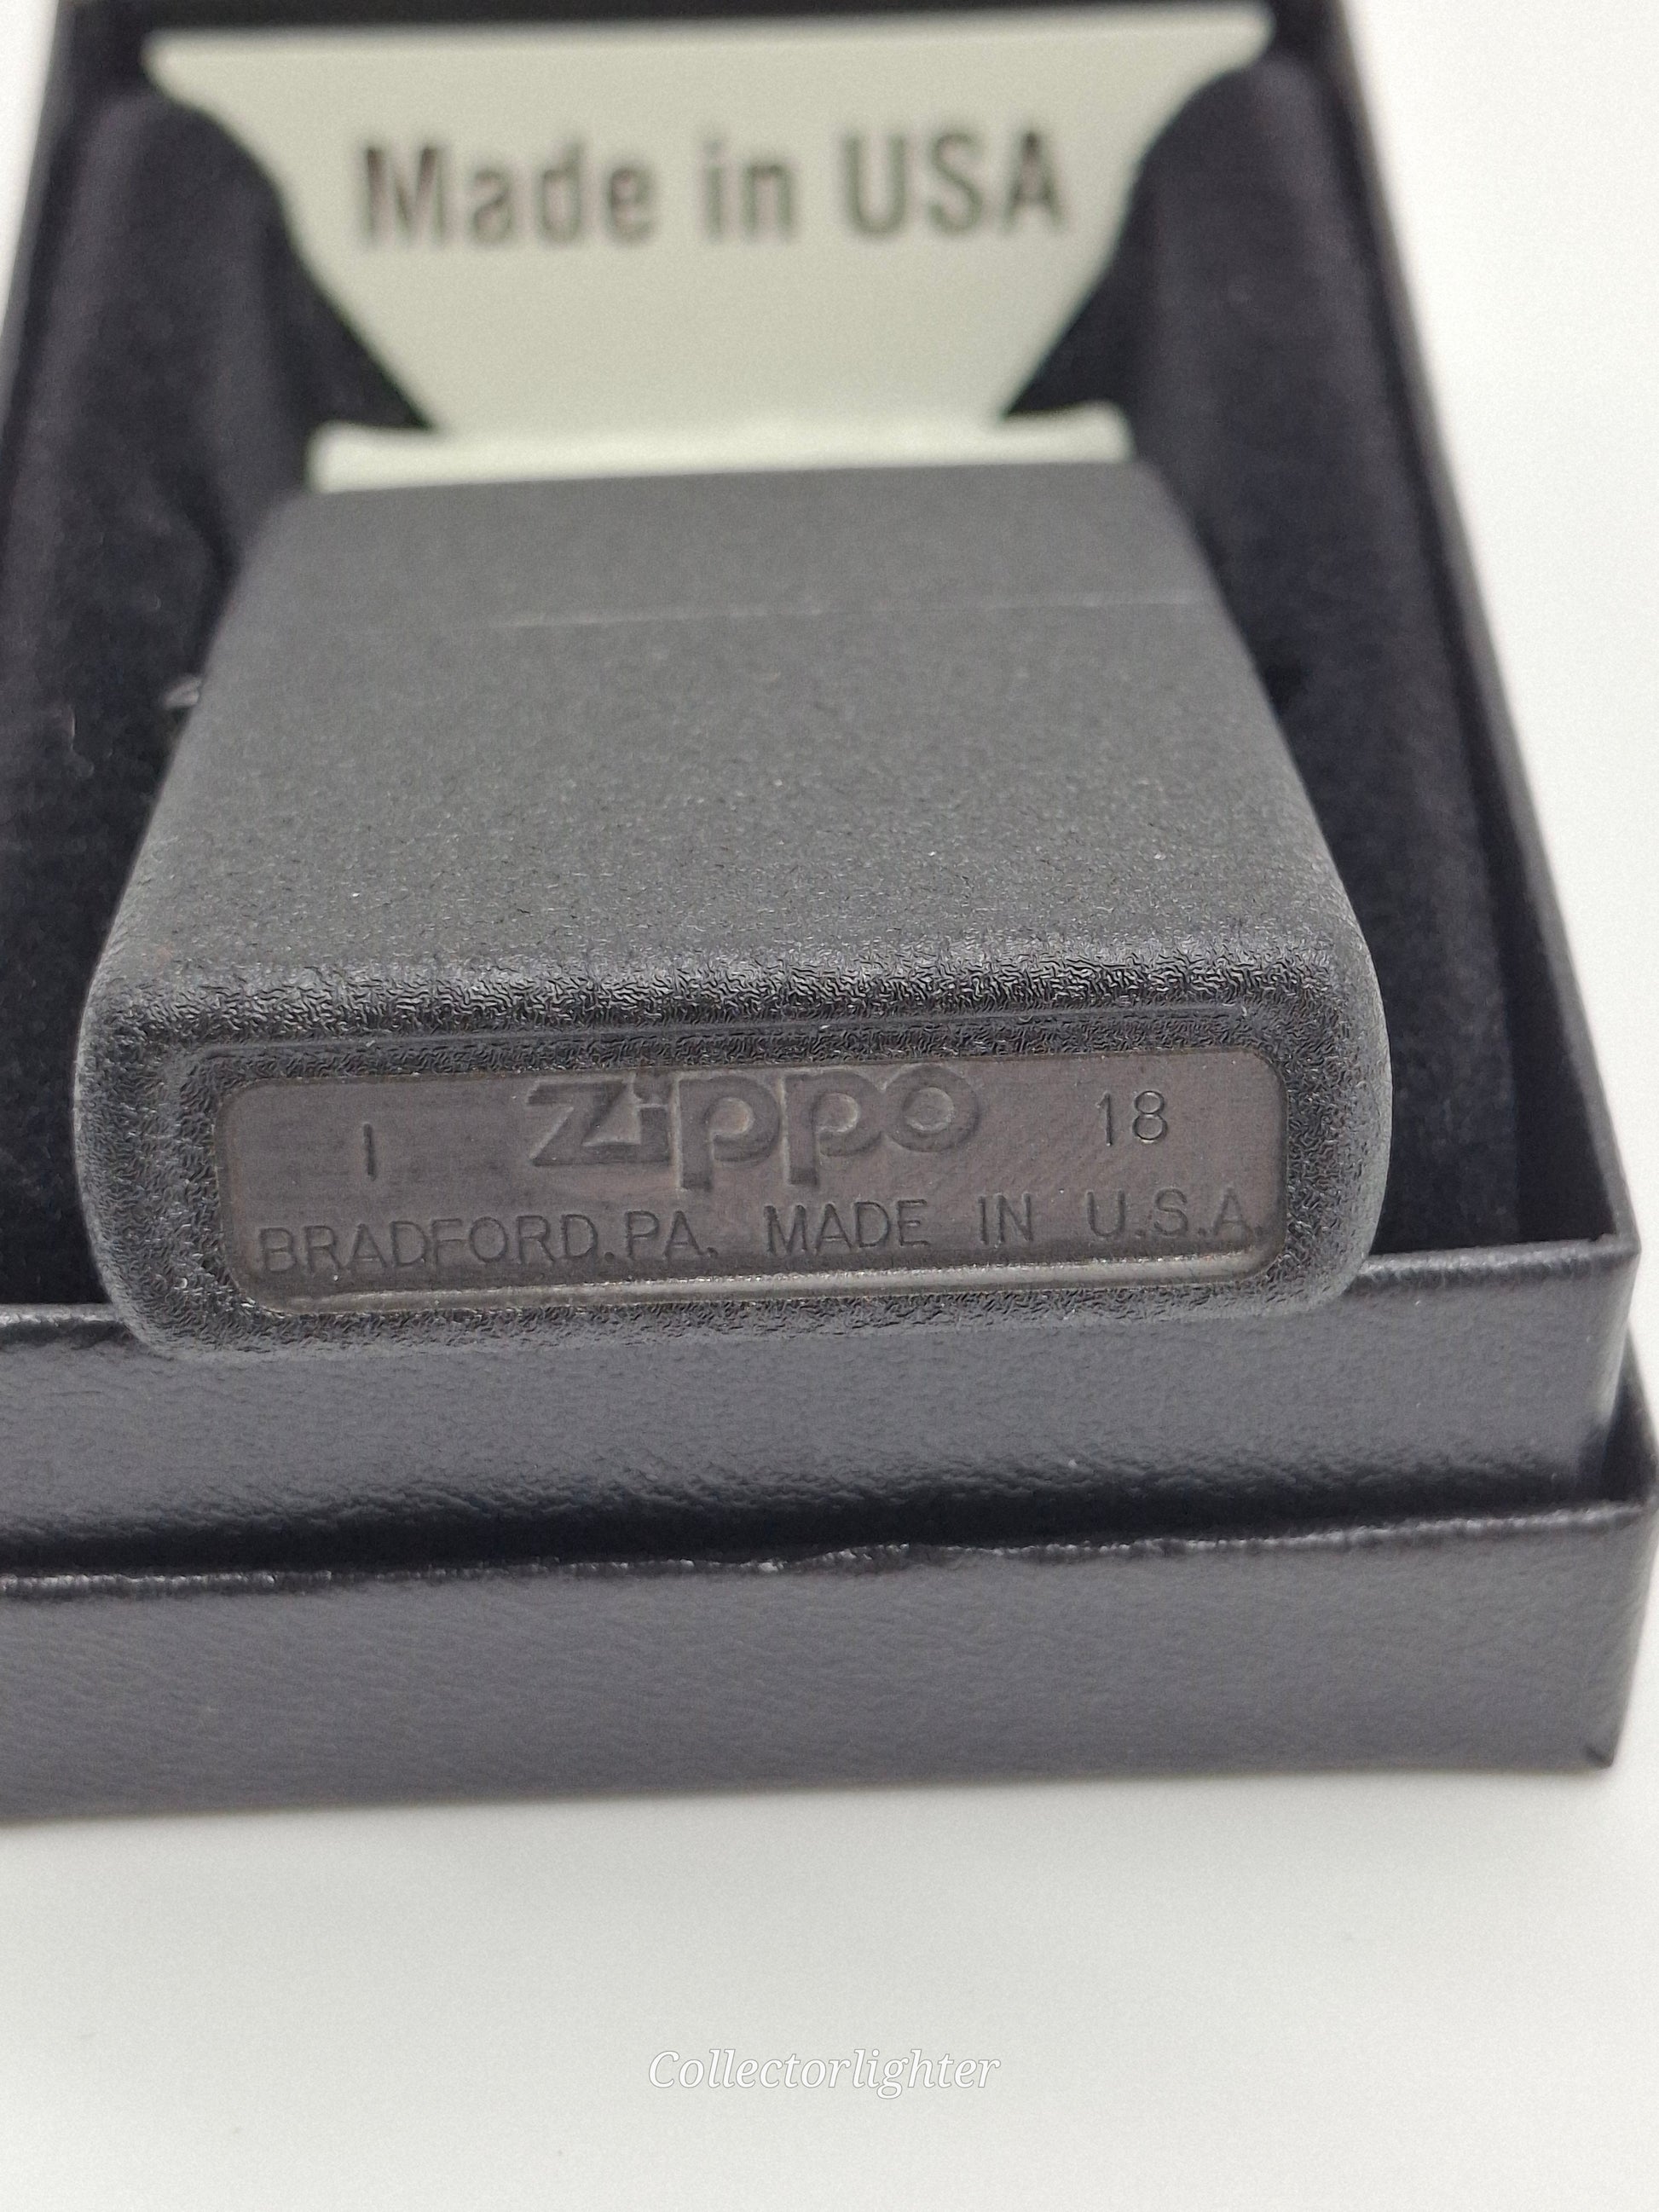 Made in USA
I zippo 18
BRADFORD.PA. MADE IN U.S.A.
Collectorlighter